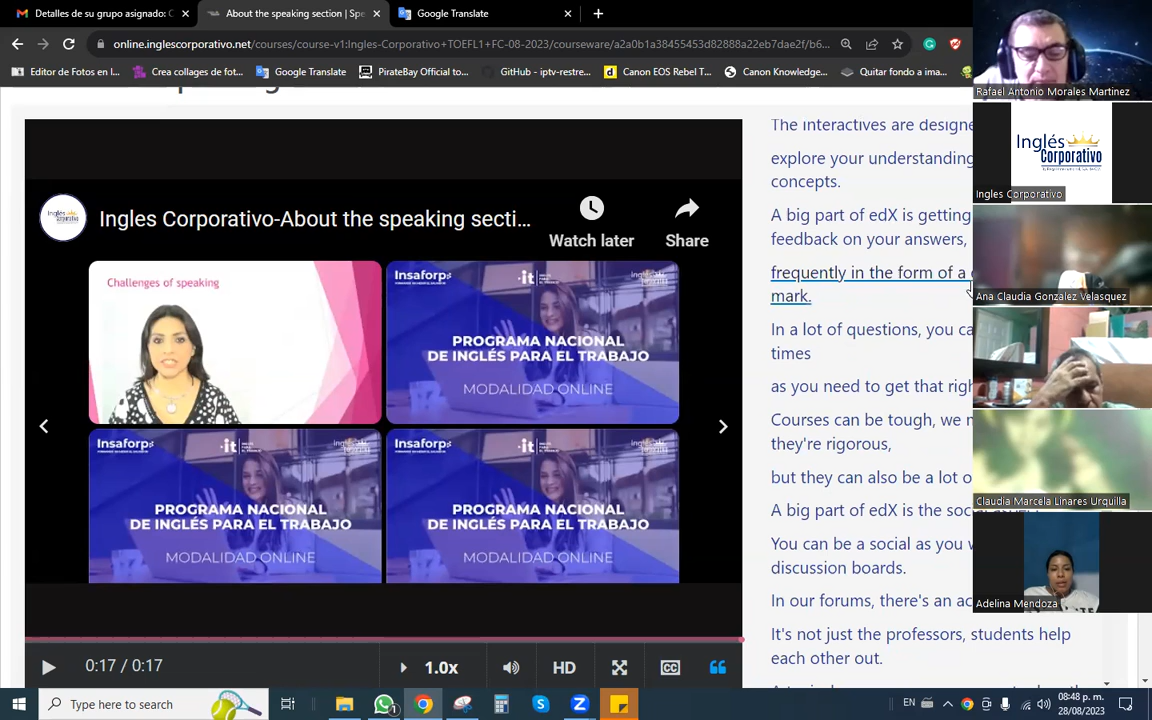 Detalles de su grupo asignado: C
About the speaking section | Spe
Google Translate
online.inglescorporativo.net/courses/course-v1:Ingles-Corporativo+TOEFL1+FC-08-2023/courseware/a2a0b1a38455453d82888a22eb7dae2f/b6...
Editor de Fotos en l...
Crea collages de fot...
Google Translate
PirateBay Official to...
GitHub - iptv-restre...
Canon EOS Rebel T...
Canon Knowledge...
Quitar fondo a ima...
Ingles Corporativo-About the speaking secti...
Watch later
Share
Challenges of speaking
Insaforp
it
PROGRAMA NACIONAL
DE INGLÉS PARA EL TRABAJO
MODALIDAD ONLINE
Insaforp
it
PROGRAMA NACIONAL
DE INGLÉS PARA EL TRABAJO
MODALIDAD ONLINE
Insaforp
it
PROGRAMA NACIONAL
DE INGLÉS PARA EL TRABAJO
MODALIDAD ONLINE
0:17 / 0:17
1.0x
HD
CC
The interactives are designe
explore your understanding
concepts.
A big part of edX is getting
feedback on your answers,
frequently in the form of a
mark.
In a lot of questions, you ca
times
as you need to get that righ
Courses can be tough, we m
they're rigorous,
but they can also be a lot o
A big part of edX is the soc
You can be a social as you w
discussion boards.
In our forums, there's an ac
It's not just the professors, students help
each other out.
Rafael Antonio Morales Martinez
Inglés
Corporativo
Ingles Corporativo
Ana Claudia González Velasquez
Claudia Marcela Linares Urquilla
Adelina Mendoza
Type here to search
1
EN
08:48 p. m.
28/08/2023